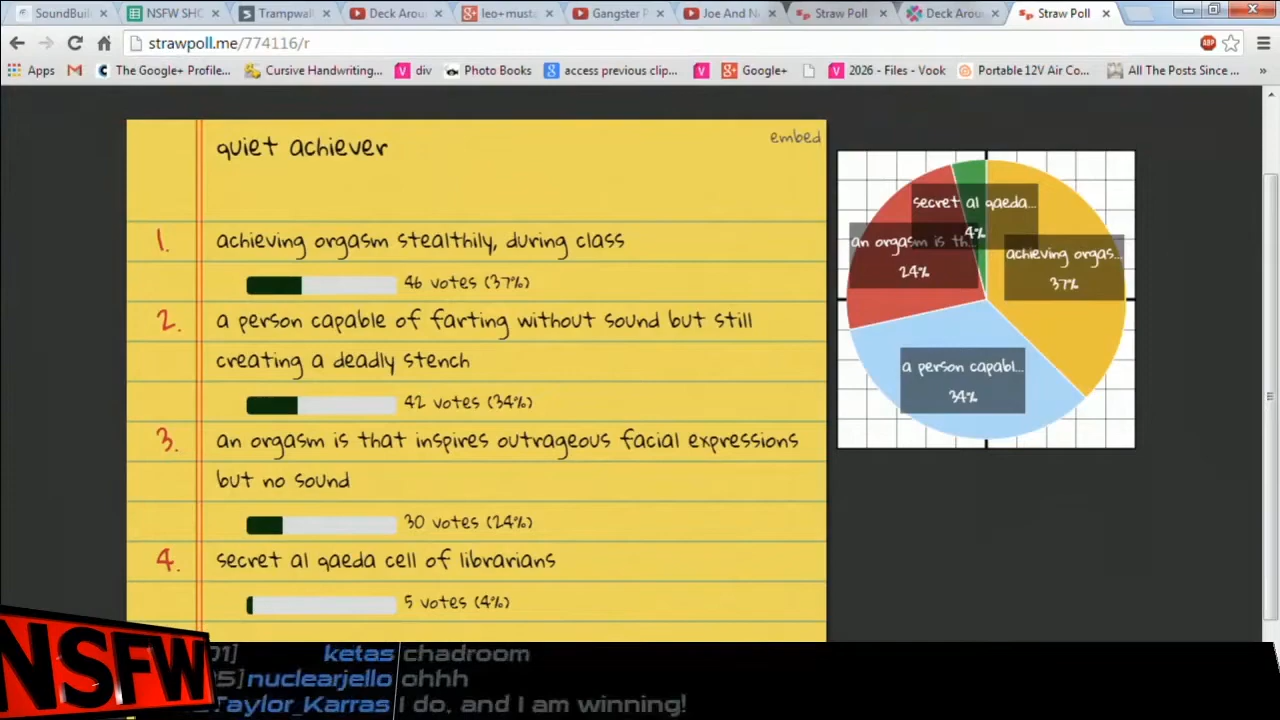 SoundBuil
NSFW SHO
Trampwall
Deck Arou
leo+must
Gangster P
Joe And N
Straw Poll
Deck Arou
Straw Poll
strawpoll.me/774116/r
ABP
Apps
The Google+ Profile...
Cursive Handwriting...
div
Photo Books
access previous clip...
Google+
2026 - Files - Vook
Portable 12V Air Co...
All The Posts Since ...
»
quiet achiever
embed
1. achieving orgasm stealthily, during class
46 votes (37%)
2. a person capable of farting without sound but still
creating a deadly stench
42 votes (34%)
3. an orgasm is that inspires outrageous facial expressions
but no sound
30 votes (24%)
4. secret al qaeda cell of librarians
5 votes (4%)
secret al qaeda...
4%
an orgasm is th...
24%
achieving orgas...
37%
a person capabl...
34%
NSFW
01] ketas chadroom
5] nuclearjello ohhh
Taylor_Karras I do, and I am winning!